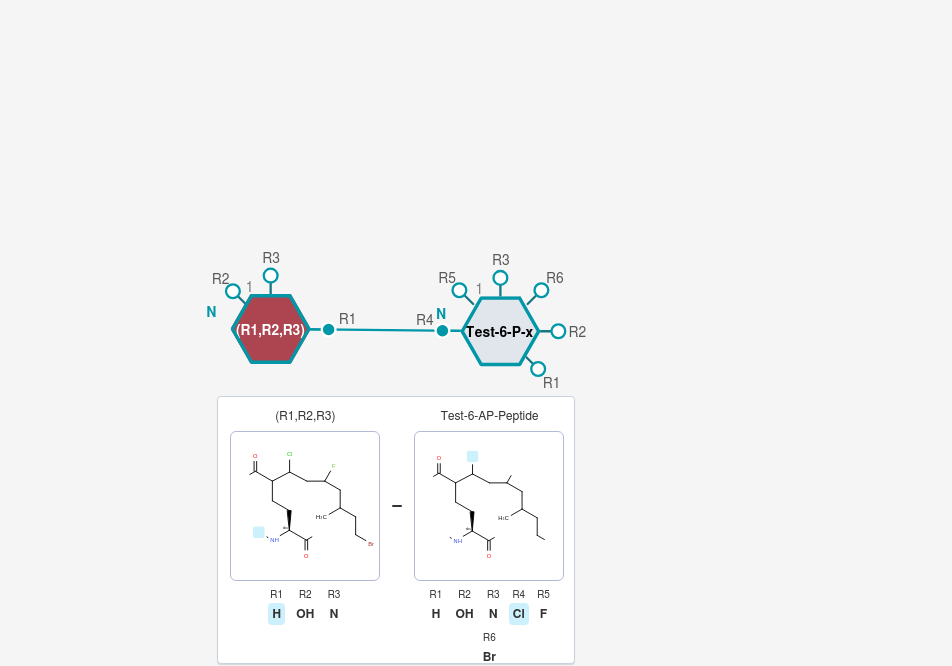 R3
R3
R2
1
R5
1
R6
N
N
R1
R4
(R1,R2,R3)
Test-6-P-x
R2
R1
(R1,R2,R3)
Test-6-AP-Peptide
O
Cl
F
H₃C
NH
O
Br
O
H₃C
NH
O
R1 R2 R3
H OH N
R1 R2 R3 R4 R5
H OH N Cl F
R6
Br